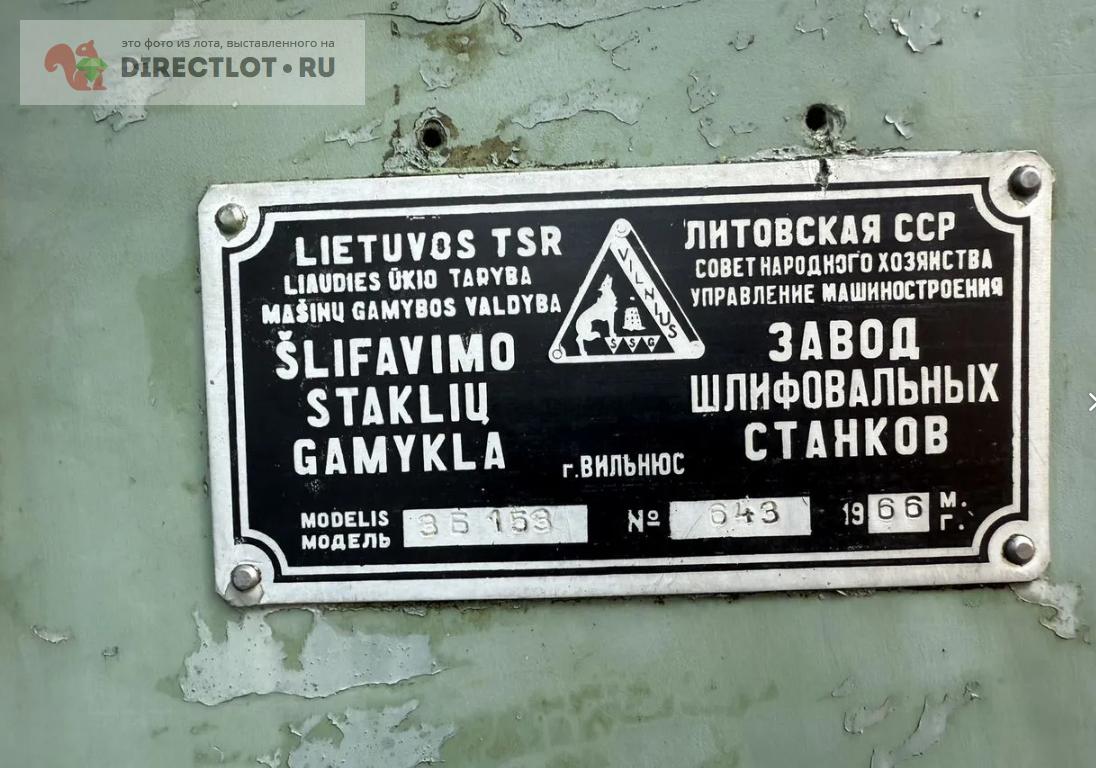 это фото из лота, выставленного на
DIRECTLOT•RU
LIETUVOS TSR
LIAUDIES ŪKIO TARYBA
MAŠINŲ GAMYBOS VALDYBA
ŠLIFAVIMO
STAKLIŲ
GAMYKLA
VILNIUS
SSG
ЛИТОВСКАЯ ССР
СОВЕТ НАРОДНОГО ХОЗЯЙСТВА
УПРАВЛЕНИЕ МАШИНОСТРОЕНИЯ
ЗАВОД
ШЛИФОВАЛЬНЫХ
СТАНКОВ
г. ВИЛЬНЮС
MODELIS
МОДЕЛЬ
3Б153
№ 643
1966 м.
г.